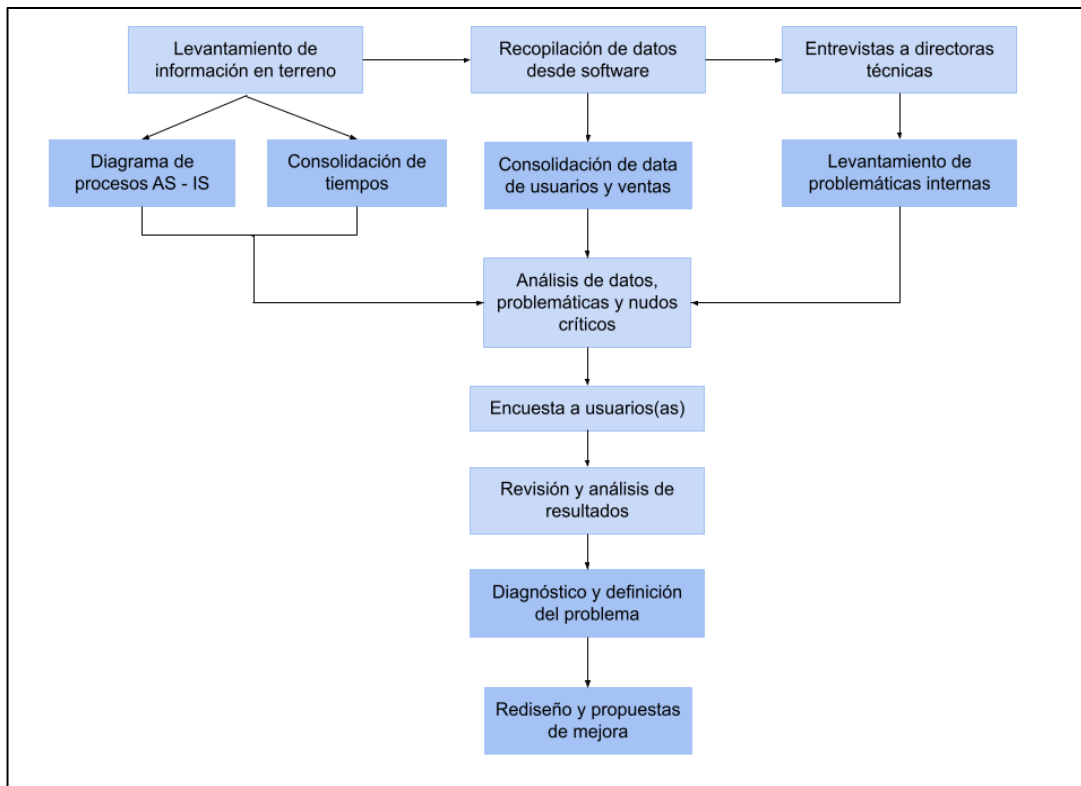 Levantamiento de
información en terreno
Recopilación de datos
desde software
Entrevistas a directoras
técnicas
Diagrama de
procesos AS - IS
Consolidación de
tiempos
Consolidación de data
de usuarios y ventas
Levantamiento de
problemáticas internas
Análisis de datos,
problemáticas y nudos
críticos
Encuesta a usuarios(as)
Revisión y análisis de
resultados
Diagnóstico y definición
del problema
Rediseño y propuestas
de mejora